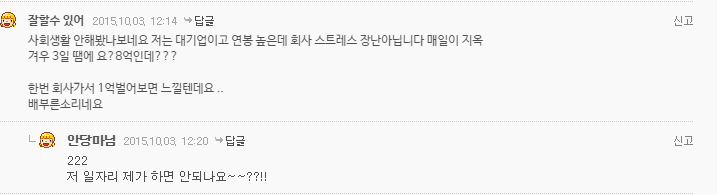 잘할수 있어 2015.10.03, 12:14 답글 신고
사회생활 안해봤나보네요 저는 대기업이고 연봉 높은데 회사 스트레스 장난아닙니다 매일이 지옥
겨우 3일 땜에 요?8억인데???
한번 회사가서 1억벌어보면 느낄텐데요 ..
배부른소리네요
안당마님 2015.10.03, 12:20 답글 신고
222
저 일자리 제가 하면 안되나요~~??!!